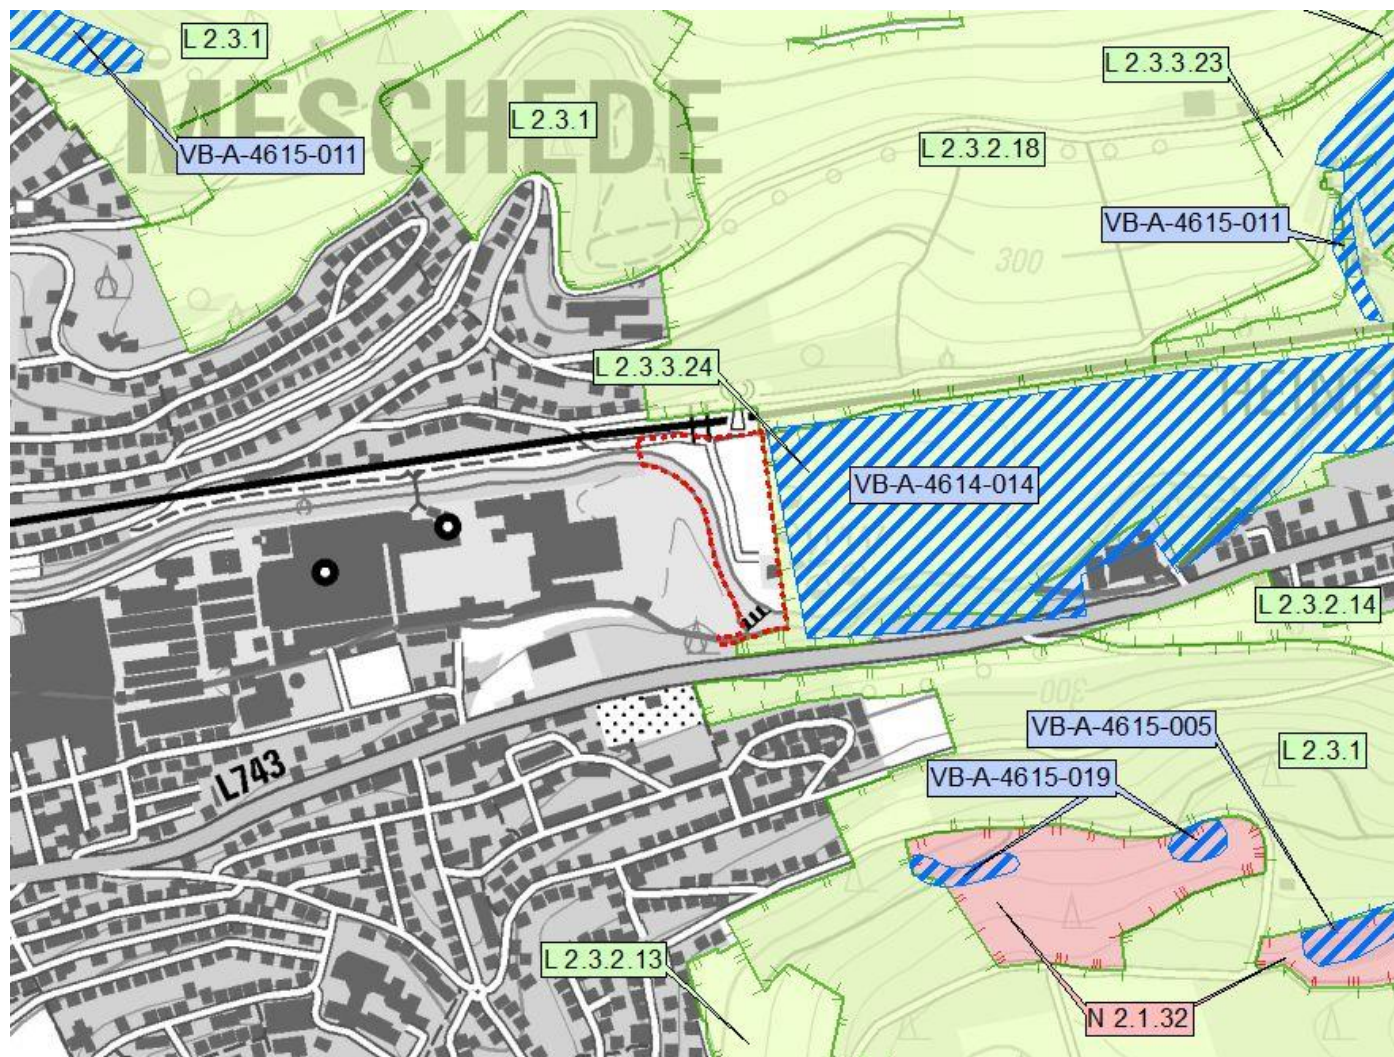 L 2.3.1
MESCHEDE
VB-A-4615-011
L 2.3.1
L 2.3.3.23
L 2.3.2.18
VB-A-4615-011
300
L 2.3.3.24
HEINR
VB-A-4614-014
L 2.3.2.14
300
VB-A-4615-005
L 2.3.1
L743
VB-A-4615-019
L 2.3.2.13
N 2.1.32